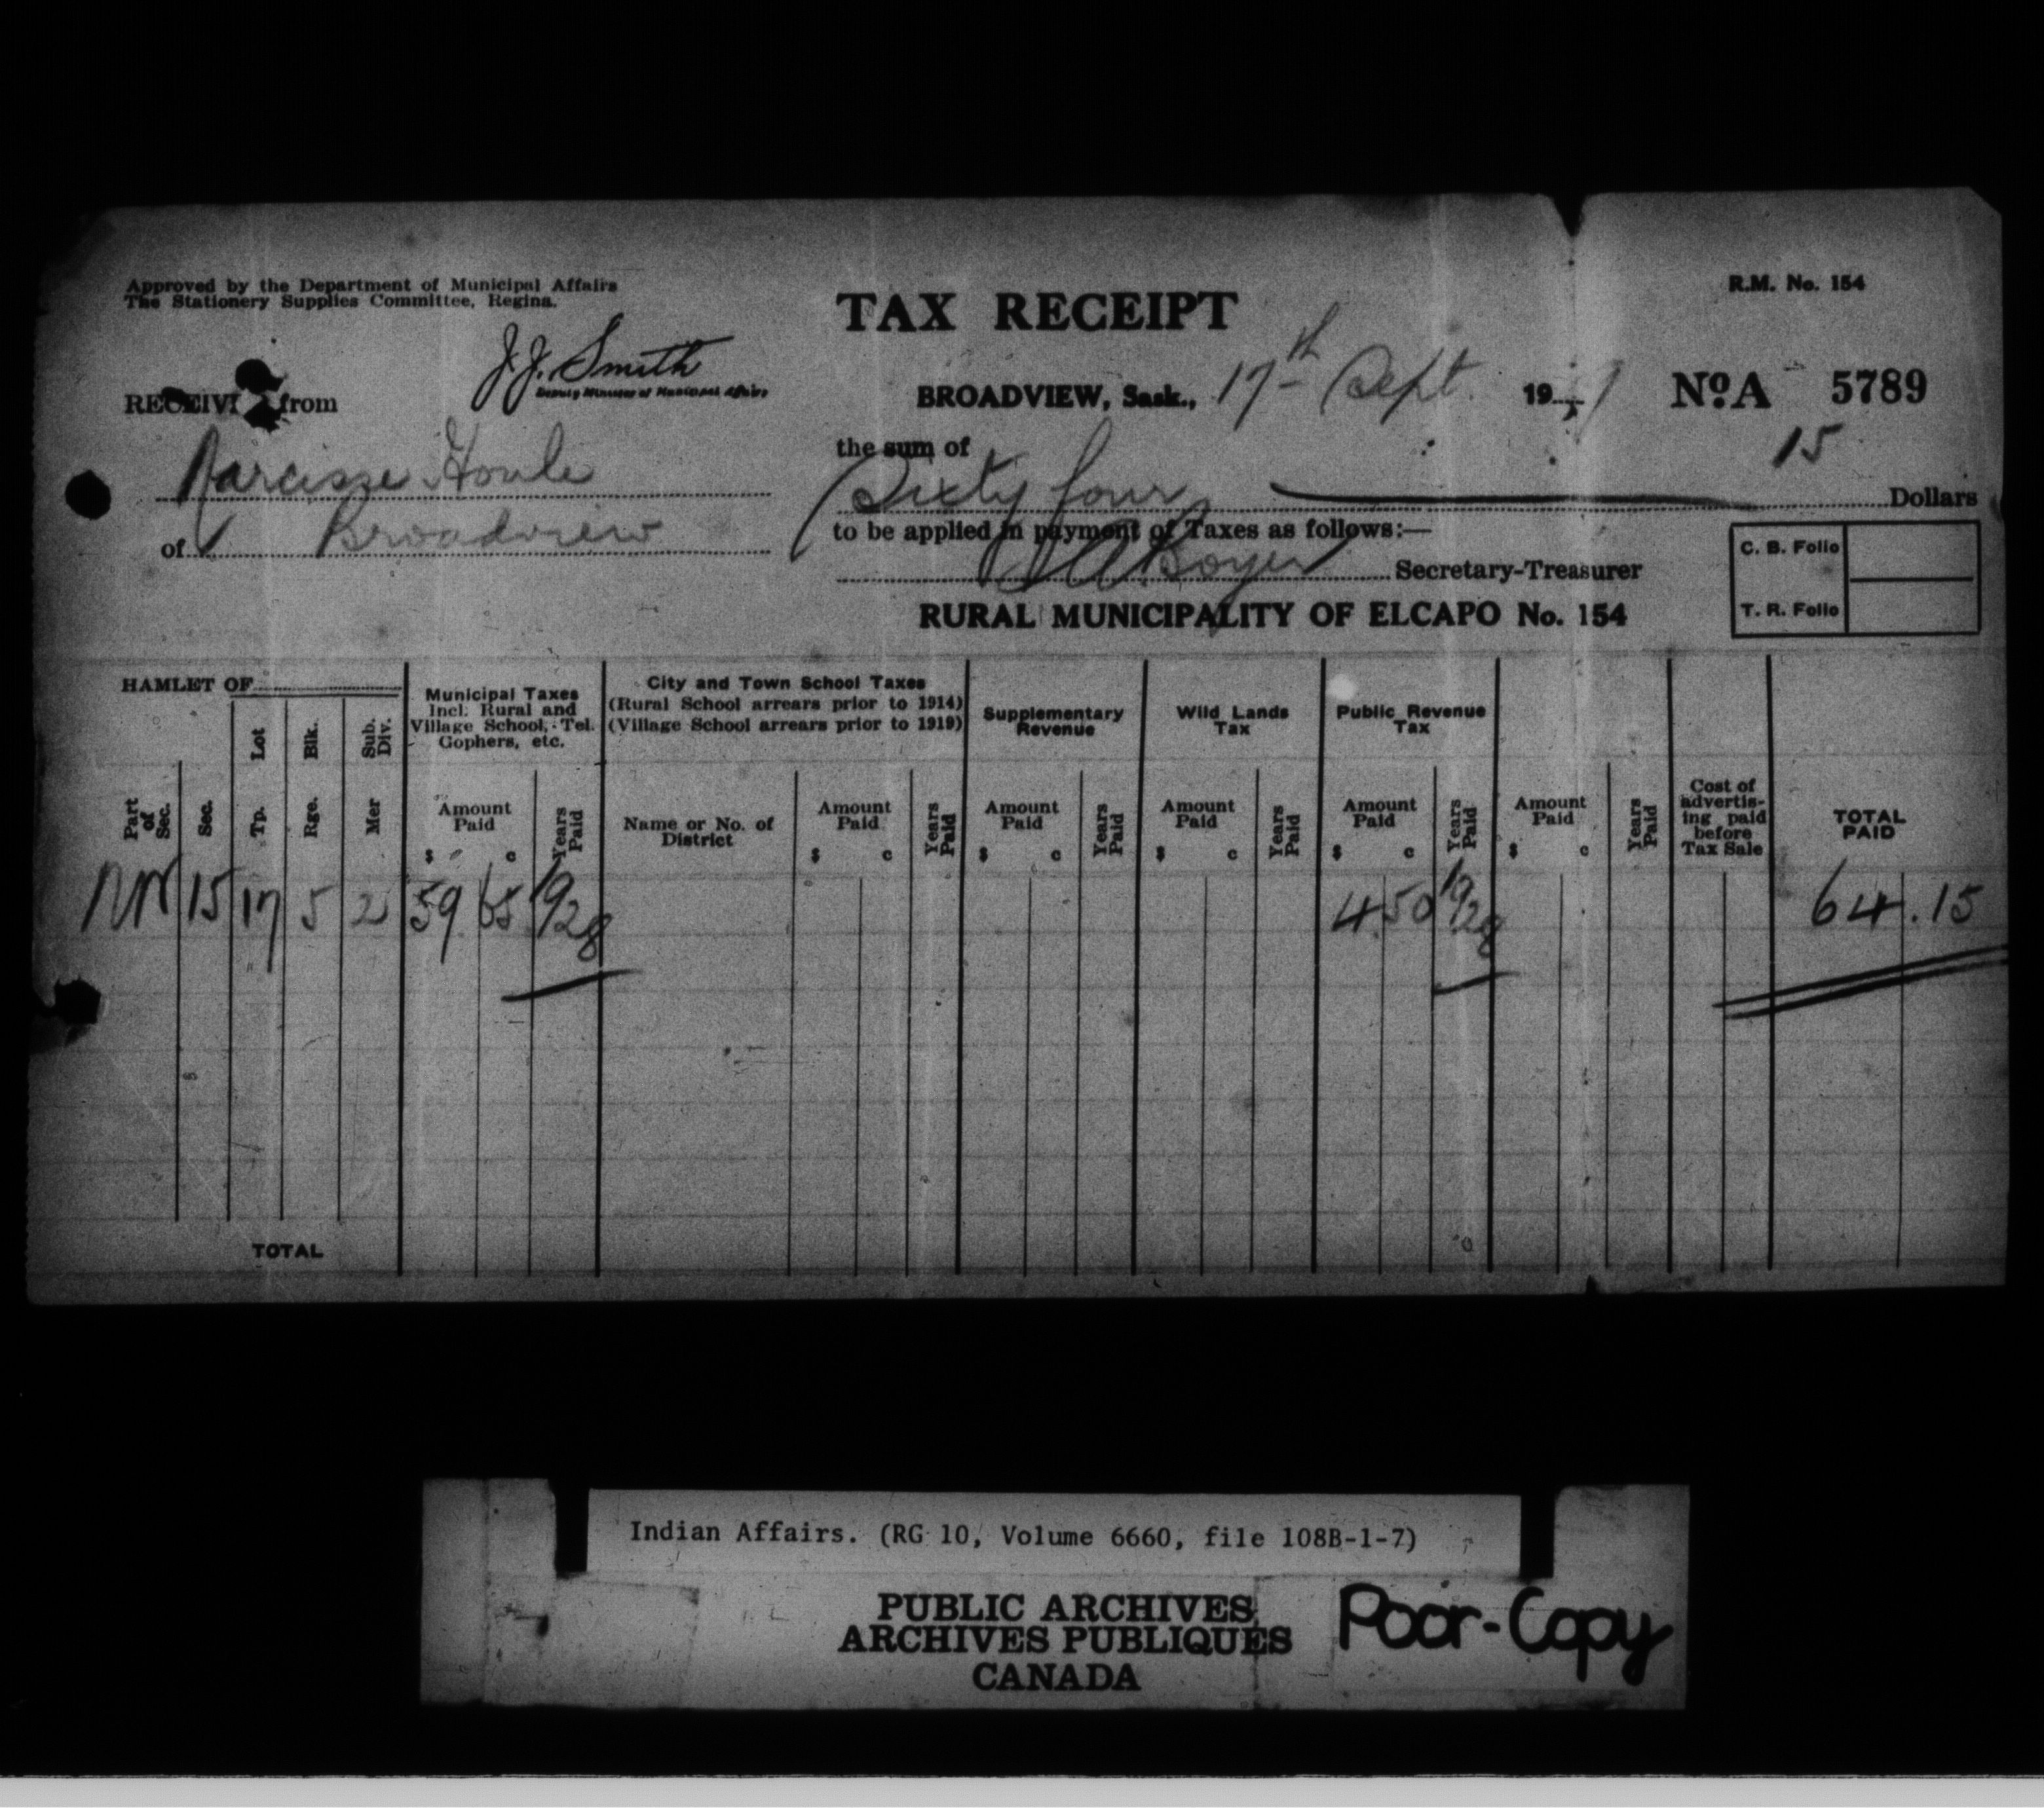 Approved by the Department of Municipal Affairs
The Stationery Supplies Committee, Regina.
R.M. No. 154
TAX RECEIPT
J. J. Smith
Deputy Minister of Municipal Affairs
RECEIV from
BROADVIEW, Sask., 17th Sept. 19
No. A 5789
Narcisse Houle
the sum of
15
Sixty four Dollars
of Broadview
to be applied in payment of Taxes as follows:—
Boyer Secretary-Treasurer
C. B. Folio
T. R. Folio
RURAL MUNICIPALITY OF ELCAPO No. 154
HAMLET OF
Lot
Blk.
Sub. Div.
Part of Sec.
Sec.
Tp.
Rge.
Mer
Municipal Taxes
Incl. Rural and
Village School, Tel.
Gophers, etc.
Amount Paid
$ c
Years Paid
City and Town School Taxes
(Rural School arrears prior to 1914)
(Village School arrears prior to 1919)
Name or No. of District
Amount Paid
$ c
Years Paid
Supplementary Revenue
Amount Paid
$ c
Years Paid
Wild Lands Tax
Amount Paid
$ c
Years Paid
Public Revenue Tax
Amount Paid
$ c
Years Paid
Amount Paid
$ c
Years Paid
Cost of
advertis-
ing paid
before
Tax Sale
TOTAL PAID
15 17 5 2 59 65 1928 4.50 1928 64.15
TOTAL
Indian Affairs. (RG 10, Volume 6660, file 108B-1-7)
PUBLIC ARCHIVES
ARCHIVES PUBLIQUES
CANADA
Poor-Copy